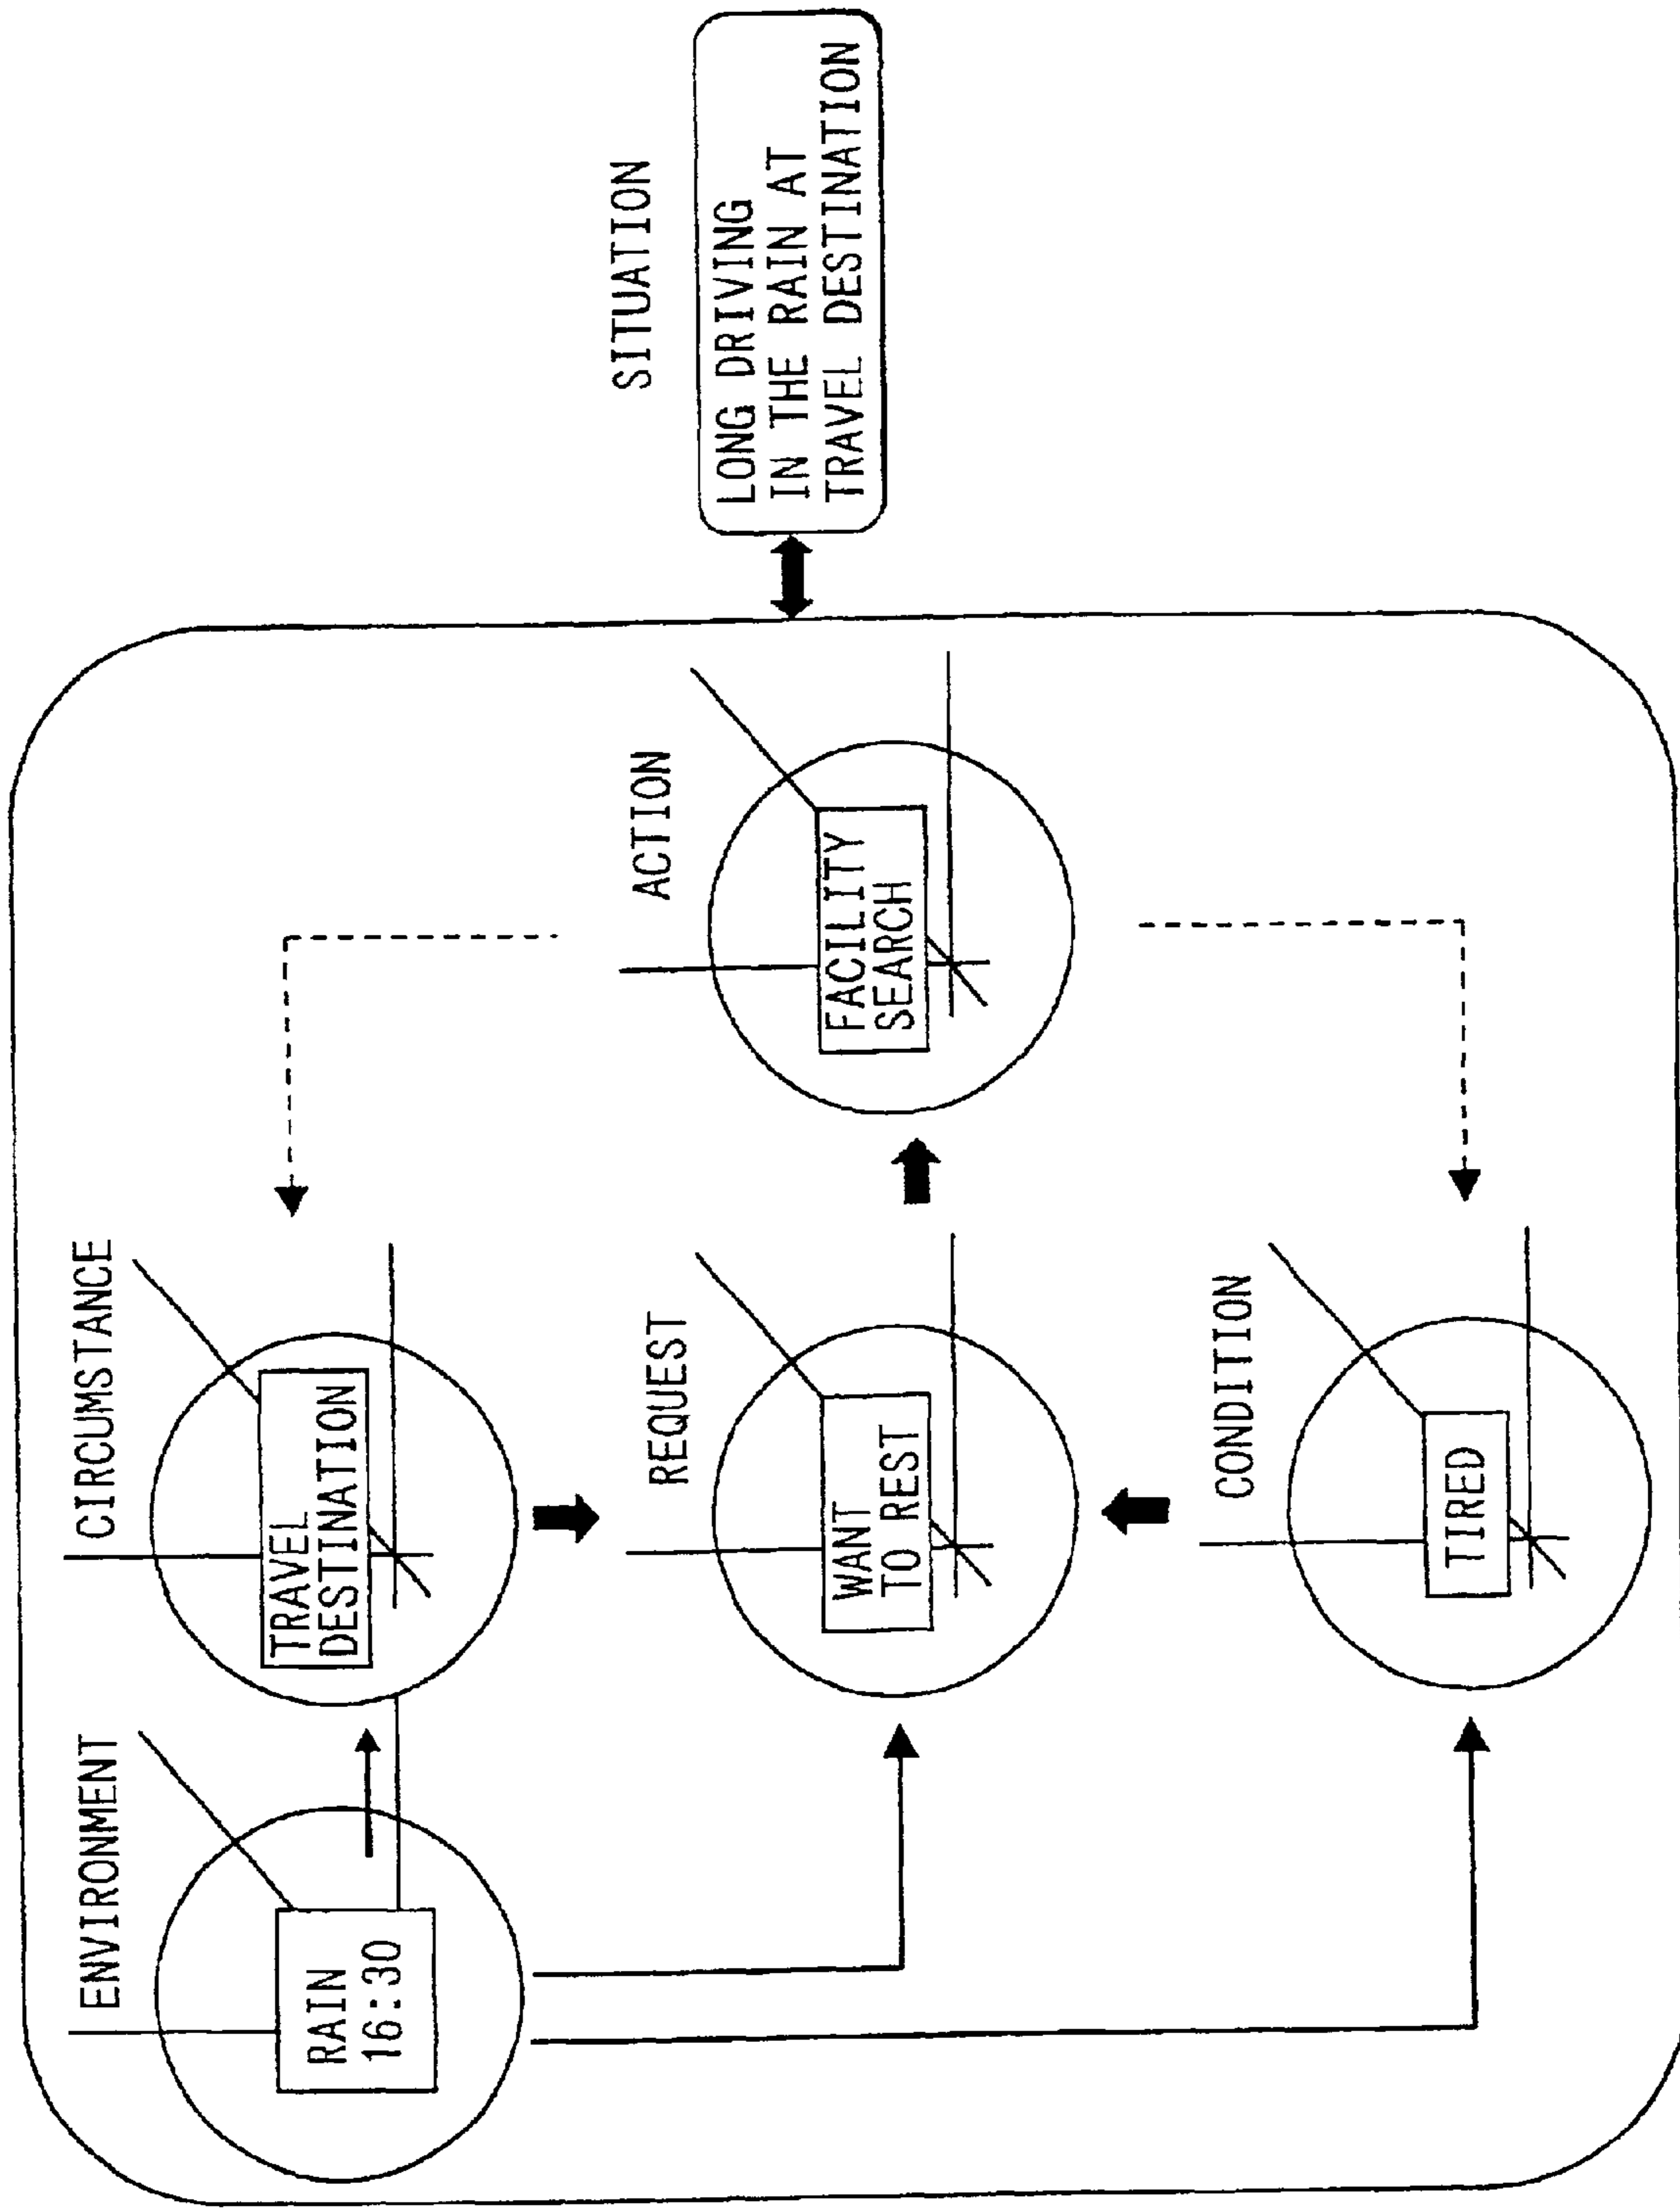 ENVIRONMENT
RAIN
16:30
CIRCUMSTANCE
TRAVEL
DESTINATION
REQUEST
WANT
TO REST
CONDITION
TIRED
ACTION
FACILITY
SEARCH
SITUATION
LONG DRIVING
IN THE RAIN AT
TRAVEL DESTINATION